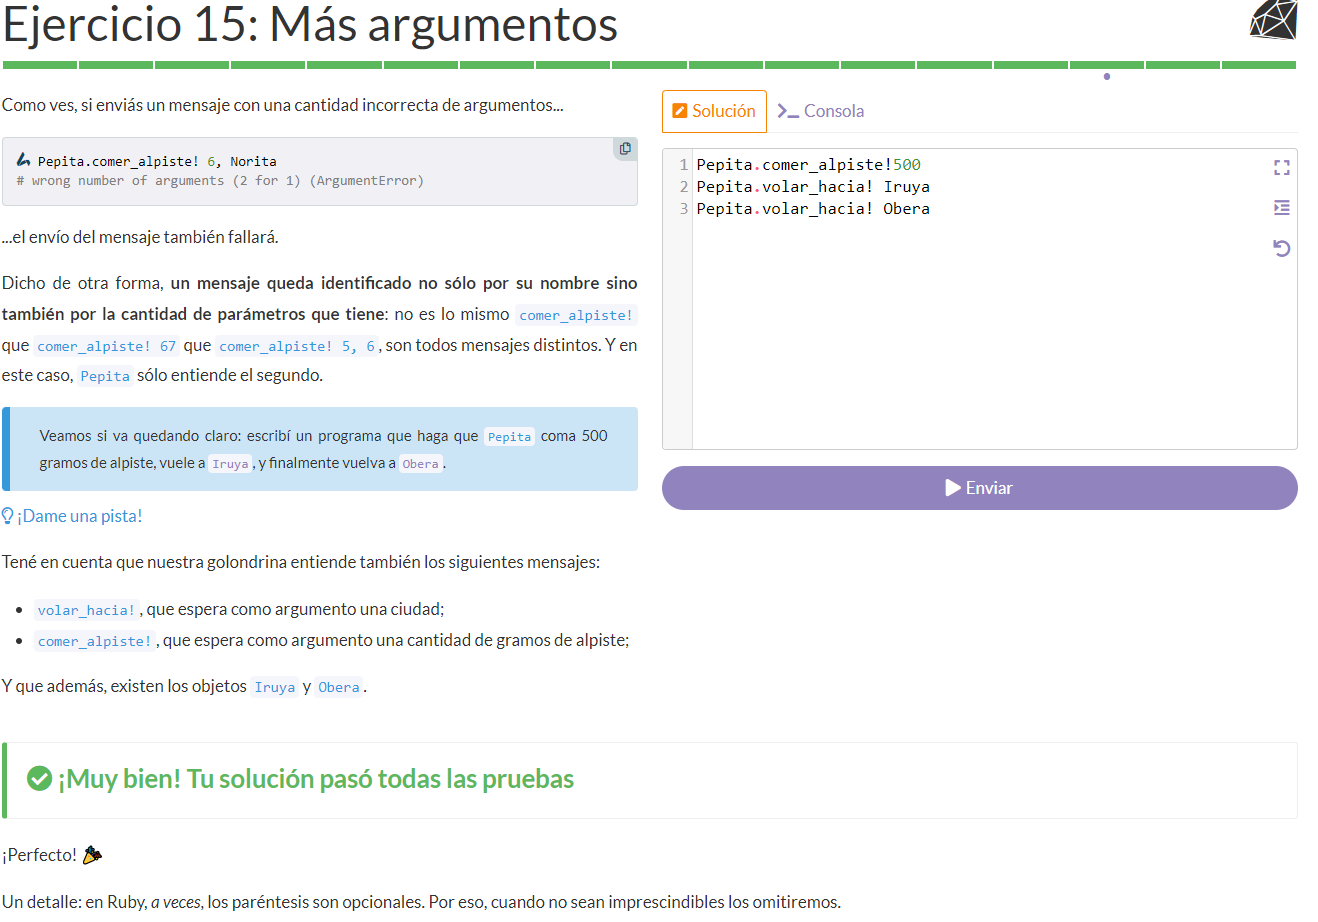 Ejercicio 15: Más argumentos
Como ves, si enviás un mensaje con una cantidad incorrecta de argumentos...
Pepita.comer_alpiste! 6, Norita
# wrong number of arguments (2 for 1) (ArgumentError)
...el envío del mensaje también fallará.
Dicho de otra forma, un mensaje queda identificado no sólo por su nombre sino
también por la cantidad de parámetros que tiene: no es lo mismo comer_alpiste!
que comer_alpiste! 67 que comer_alpiste! 5, 6, son todos mensajes distintos. Y en
este caso, Pepita sólo entiende el segundo.
Veamos si va quedando claro: escribí un programa que haga que Pepita coma 500
gramos de alpiste, vuele a Iruya, y finalmente vuelva a Obera.
¡Dame una pista!
Tené en cuenta que nuestra golondrina entiende también los siguientes mensajes:
• volar_hacia!, que espera como argumento una ciudad;
• comer_alpiste!, que espera como argumento una cantidad de gramos de alpiste;
Y que además, existen los objetos Iruya y Obera.
Solución
Consola
1 Pepita.comer_alpiste!500
2 Pepita.volar_hacia! Iruya
3 Pepita.volar_hacia! Obera
Enviar
¡Muy bien! Tu solución pasó todas las pruebas
¡Perfecto!
Un detalle: en Ruby, a veces, los paréntesis son opcionales. Por eso, cuando no sean imprescindibles los omitiremos.